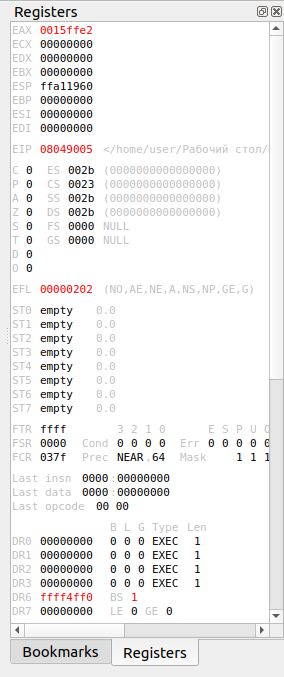 Registers
EAX 0015ffe2
ECX 00000000
EDX 00000000
EBX 00000000
ESP ffa11960
EBP 00000000
ESI 00000000
EDI 00000000
EIP 08049005 </home/user/Рабочий стол/
C 0 ES 002b (0000000000000000)
P 0 CS 0023 (0000000000000000)
A 0 SS 002b (0000000000000000)
Z 0 DS 002b (0000000000000000)
S 0 FS 0000 NULL
T 0 GS 0000 NULL
D 0
O 0
EFL 00000202 (NO,AE,NE,A,NS,NP,GE,G)
ST0 empty 0.0
ST1 empty 0.0
ST2 empty 0.0
ST3 empty 0.0
ST4 empty 0.0
ST5 empty 0.0
ST6 empty 0.0
ST7 empty 0.0
FTR ffff 3 2 1 0 E S P U O
FSR 0000 Cond 0 0 0 0 Err 0 0 0 0 0
FCR 037f Prec NEAR,64 Mask 1 1 1
Last insn 0000:00000000
Last data 0000:00000000
Last opcode 00 00
B L G Type Len
DR0 00000000 0 0 0 EXEC 1
DR1 00000000 0 0 0 EXEC 1
DR2 00000000 0 0 0 EXEC 1
DR3 00000000 0 0 0 EXEC 1
DR6 ffff4ff0 BS 1
DR7 00000000 LE 0 GE 0
Bookmarks Registers